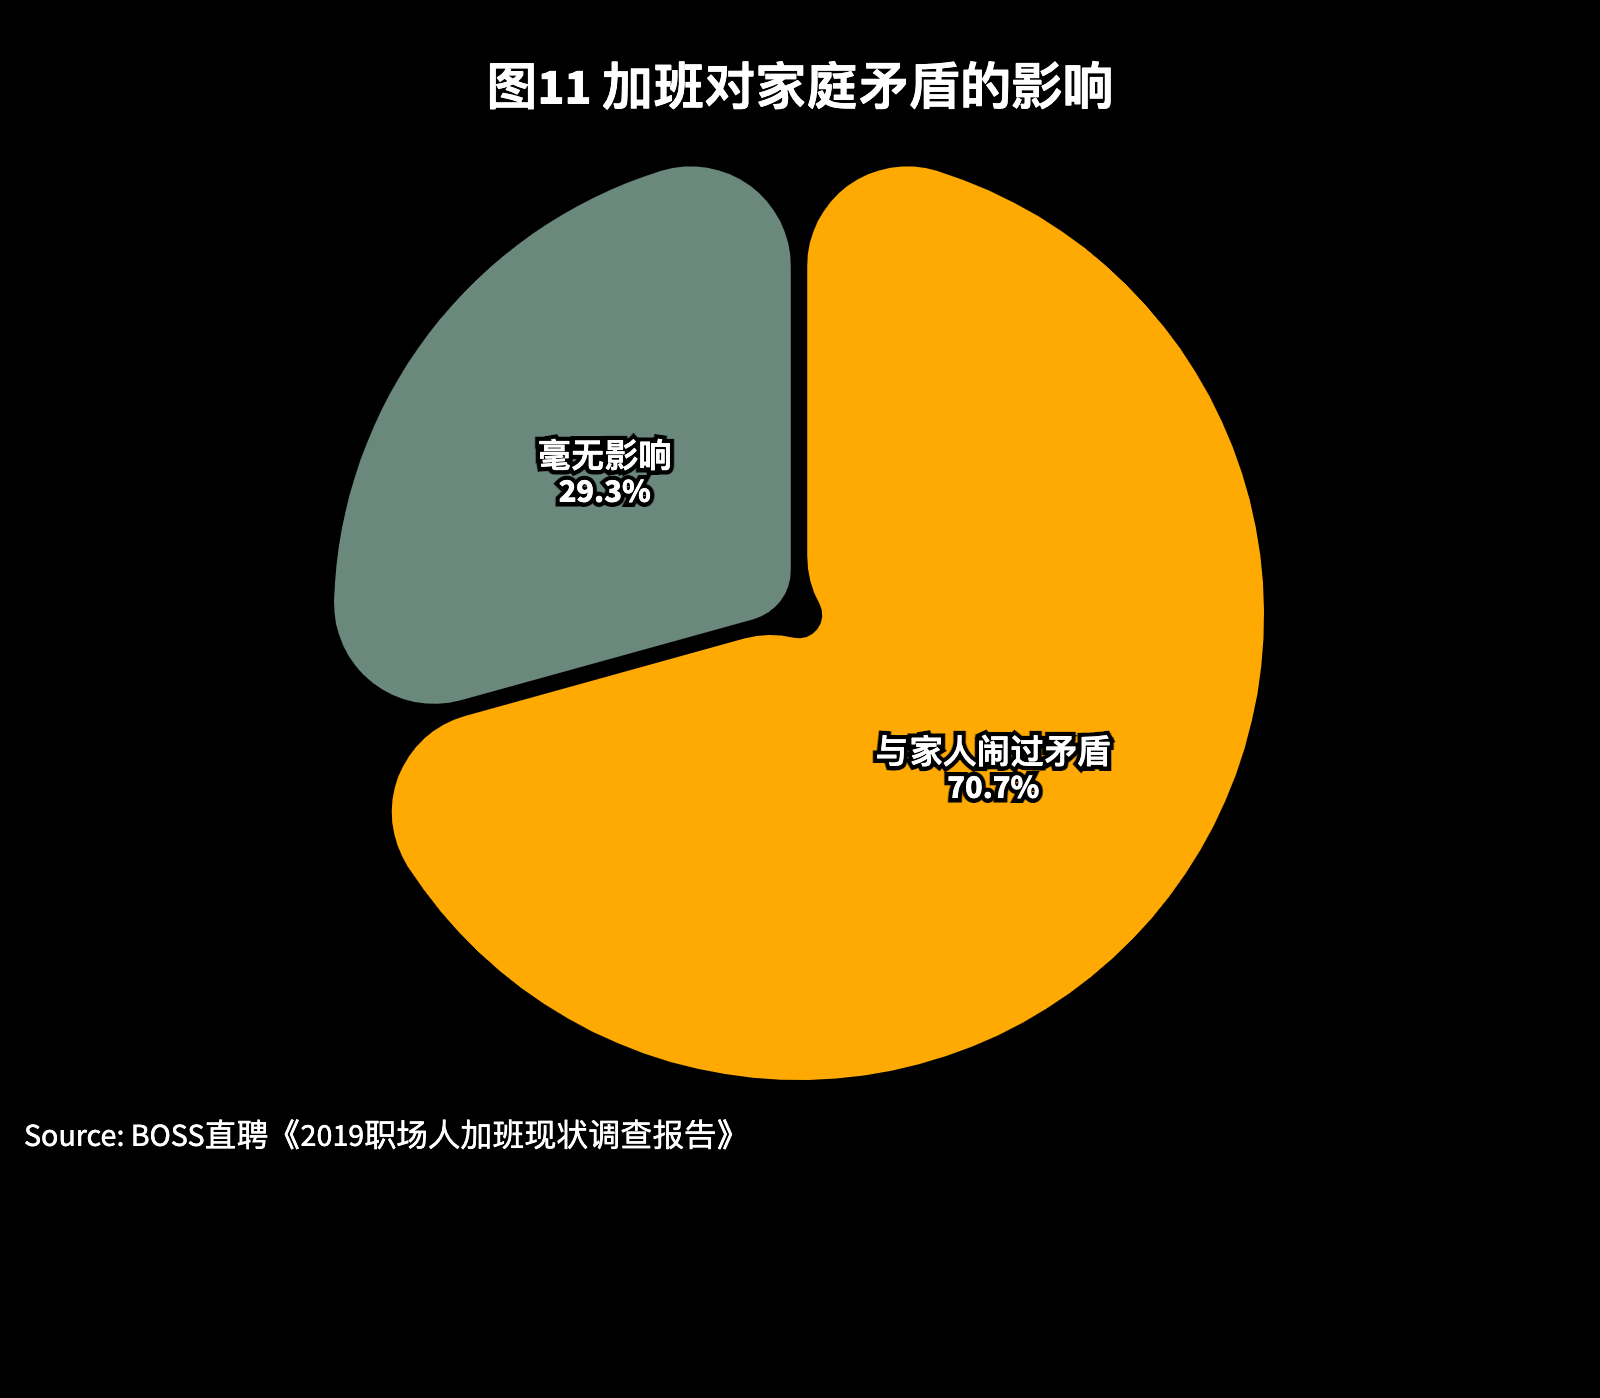 图11 加班对家庭矛盾的影响
毫无影响
29.3%
与家人闹过矛盾
70.7%
Source: BOSS直聘《2019职场人加班现状调查报告》